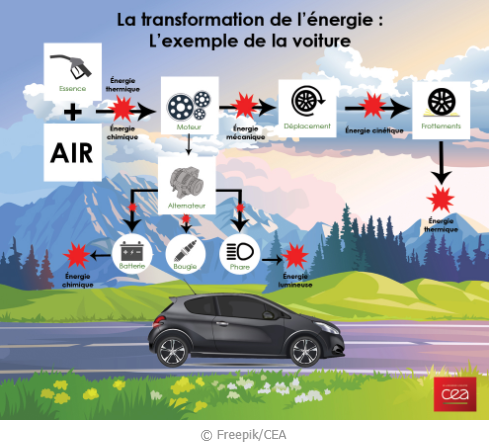 La transformation de l'énergie :
L'exemple de la voiture
Essence
+
AIR
Énergie
thermique
Énergie
chimique
Moteur
Énergie
mécanique
Déplacement
Énergie cinétique
Frottements
Énergie
thermique
Alternateur
Batterie
Bougie
Phare
Énergie
chimique
Énergie
lumineuse
cea
© Freepik/CEA